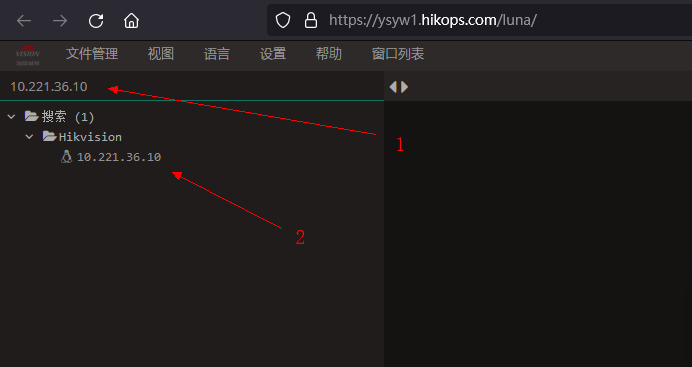 https://ysyw1.hikops.com/luna/
VISION
文件管理 视图 语言 设置 帮助 窗口列表
10.221.36.10
搜索 (1)
Hikvision
1
10.221.36.10
2